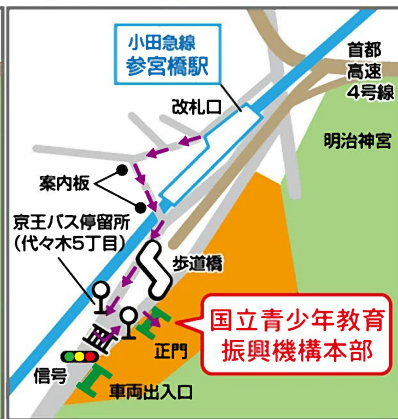 小田急線
参宮橋駅
首都
高速
4号線
改札口
明治神宮
案内板
京王バス停留所
（代々木5丁目）
歩道橋
国立青少年教育
振興機構本部
正門
信号
車両出入口